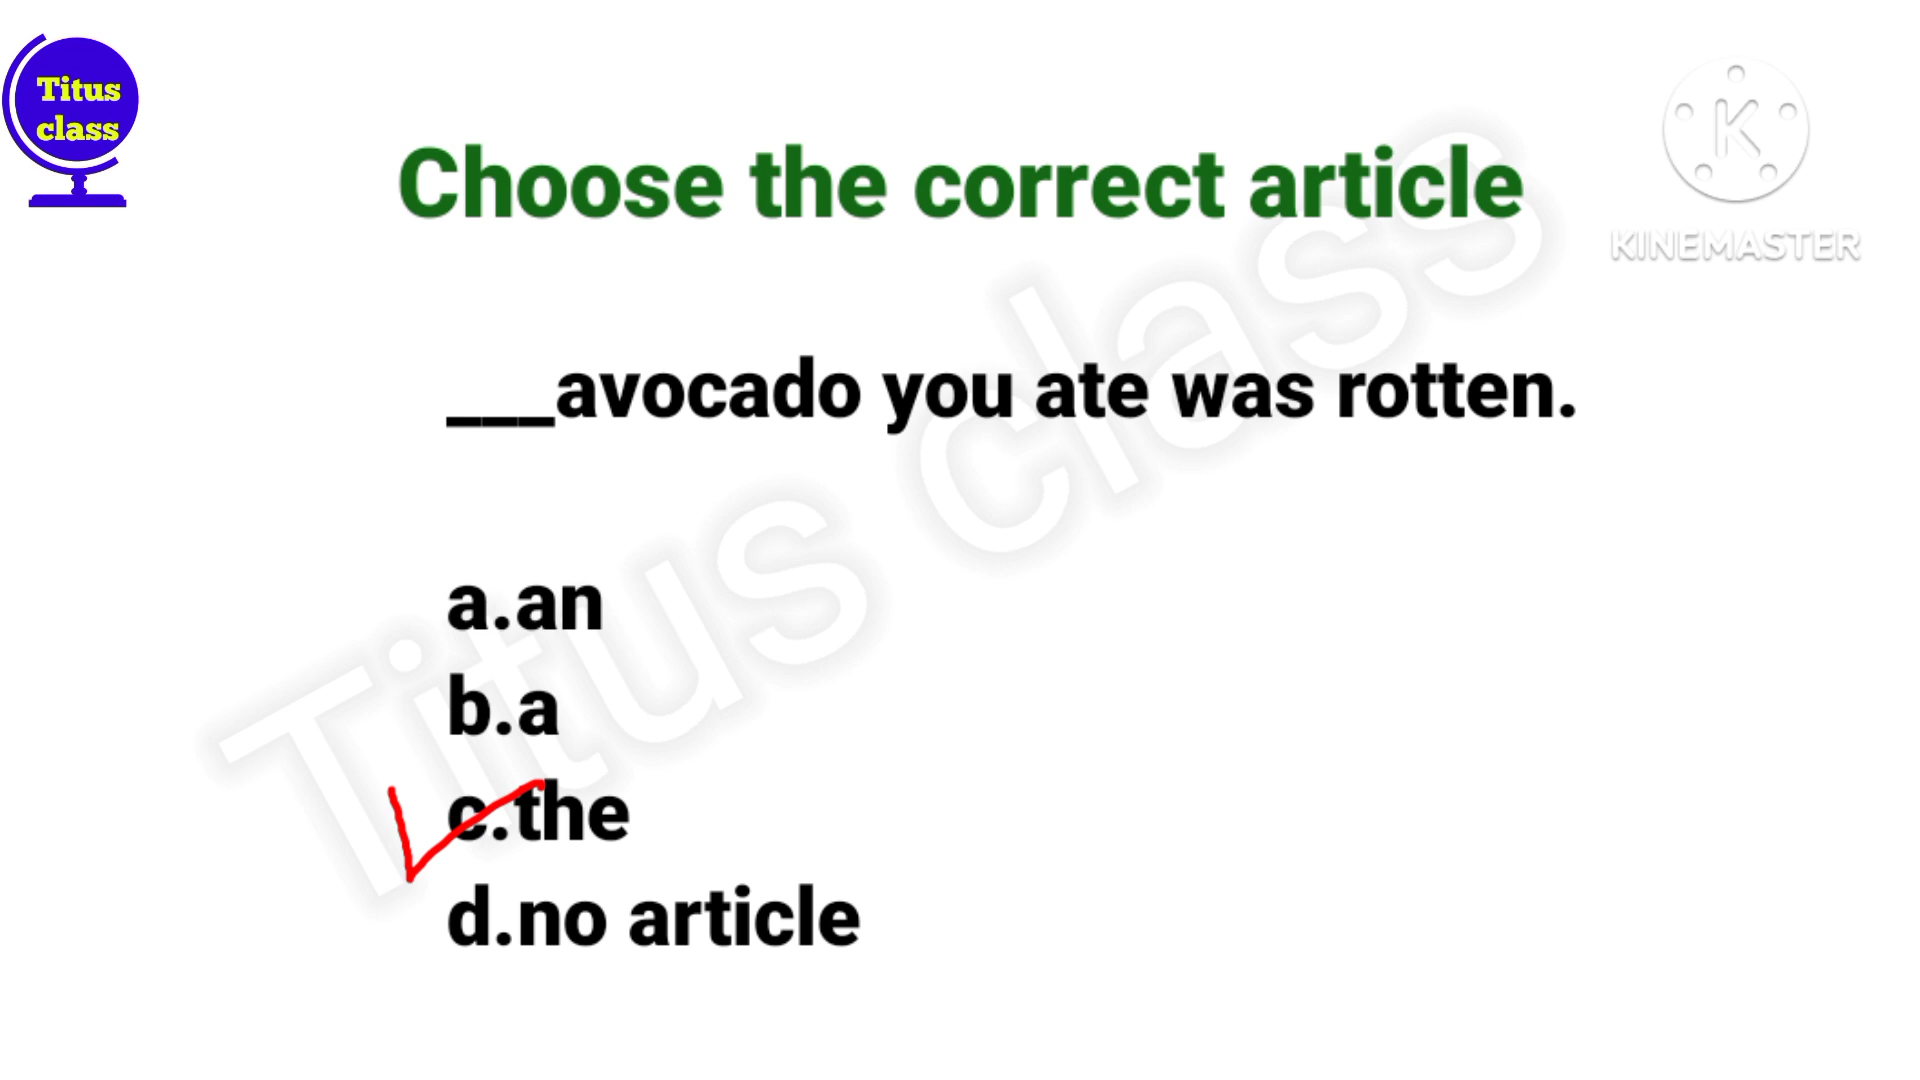 Titus
class
Choose the correct article
KINEMASTER
___avocado you ate was rotten.
a.an
b.a
c.the
d.no article
Titus class